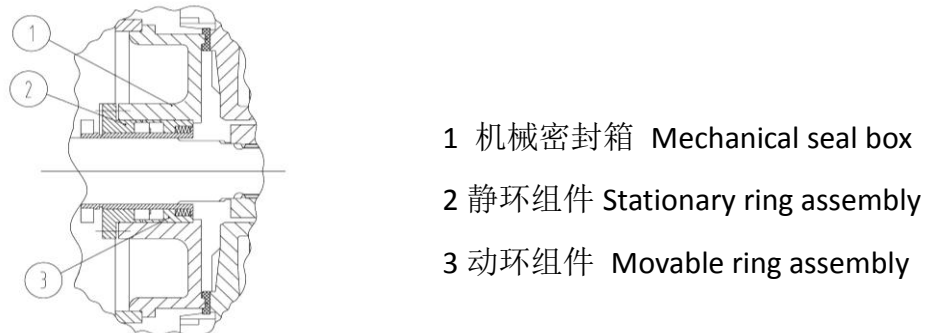 1
2
3
1 机械密封箱 Mechanical seal box
2 静环组件 Stationary ring assembly
3 动环组件 Movable ring assembly